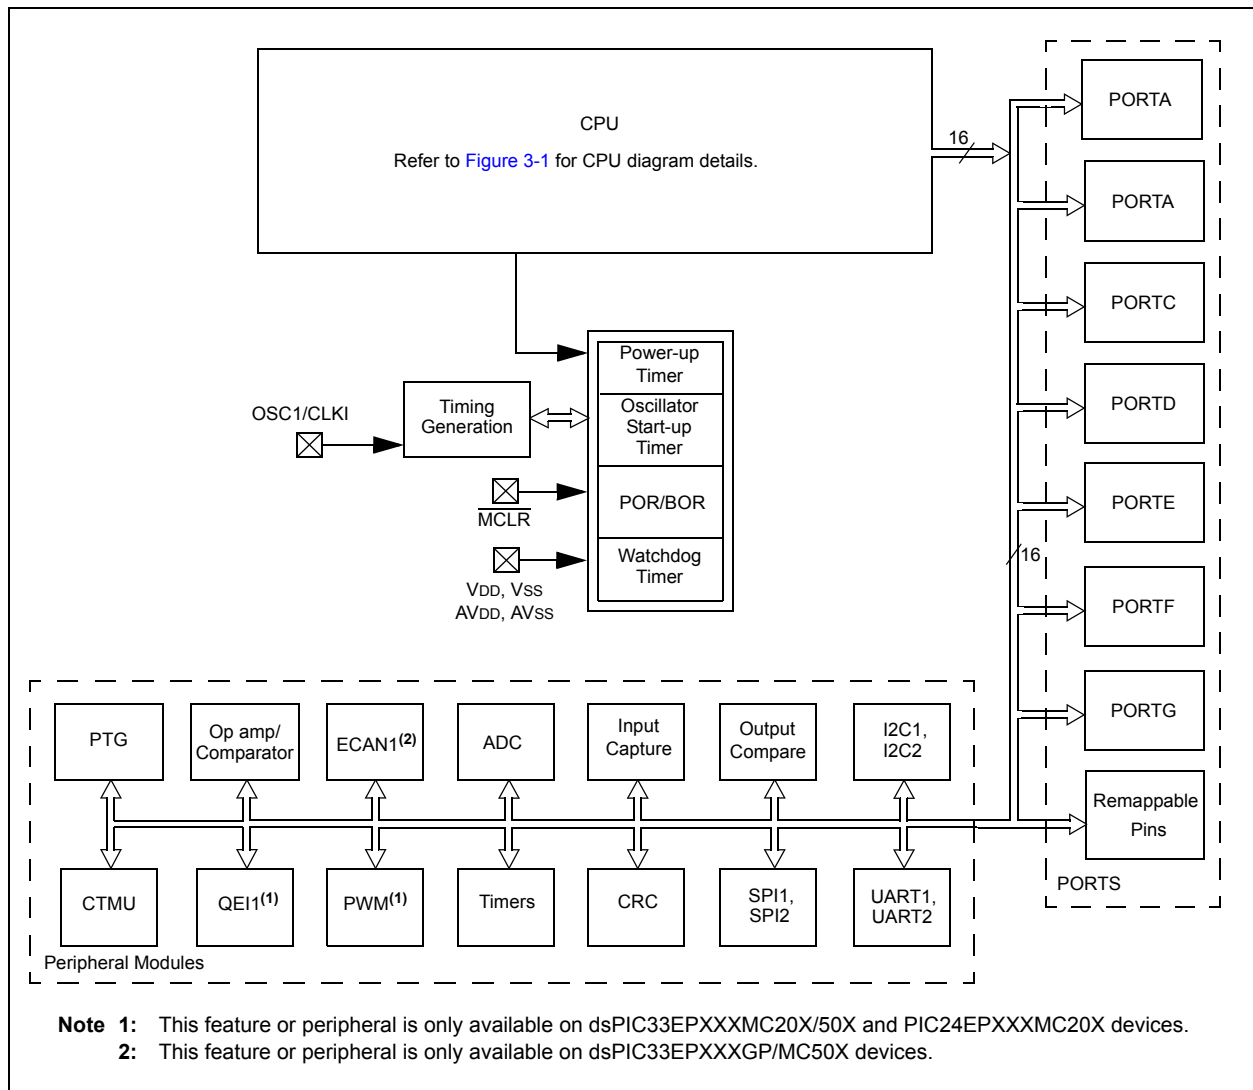 CPU
Refer to Figure 3-1 for CPU diagram details.
16
PORTA
PORTA
PORTC
PORTD
PORTE
16
PORTF
PORTG
Remappable
Pins
PORTS
Power-up
Timer
Oscillator
Start-up
Timer
POR/BOR
Watchdog
Timer
OSC1/CLKI
Timing
Generation
MCLR
VDD, VSS
AVDD, AVSS
PTG
Op amp/
Comparator
ECAN1(2)
ADC
Input
Capture
Output
Compare
I2C1,
I2C2
CTMU
QEI1(1)
PWM(1)
Timers
CRC
SPI1,
SPI2
UART1,
UART2
Peripheral Modules
Note 1: This feature or peripheral is only available on dsPIC33EPXXXMC20X/50X and PIC24EPXXXMC20X devices.
2: This feature or peripheral is only available on dsPIC33EPXXXGP/MC50X devices.